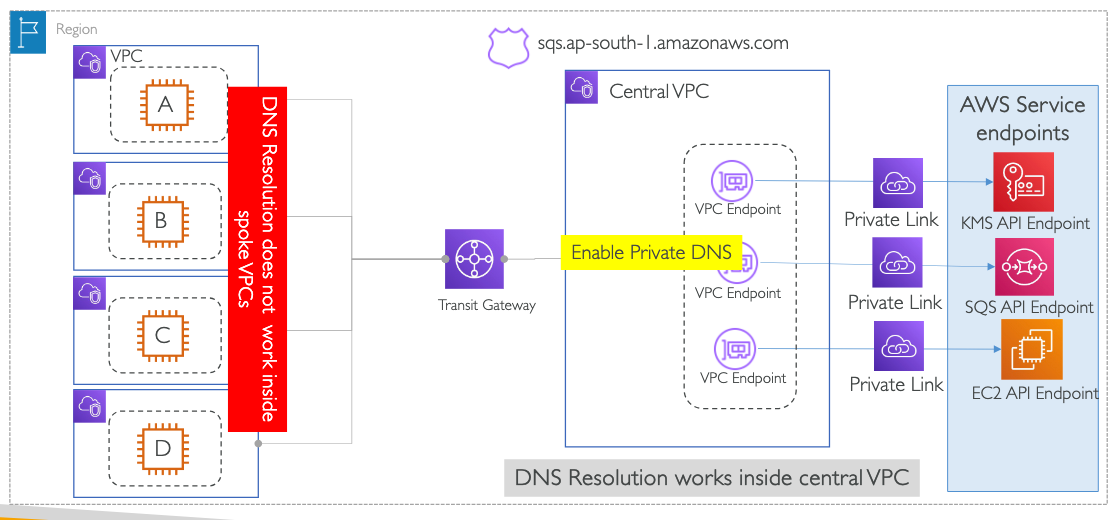 Region
VPC
A
B
C
D
DNS Resolution does not work inside
spoke VPCs
Transit Gateway
sqs.ap-south-1.amazonaws.com
Central VPC
VPC Endpoint
Enable Private DNS
VPC Endpoint
VPC Endpoint
Private Link
Private Link
Private Link
AWS Service
endpoints
KMS API Endpoint
SQS API Endpoint
EC2 API Endpoint
DNS Resolution works inside central VPC